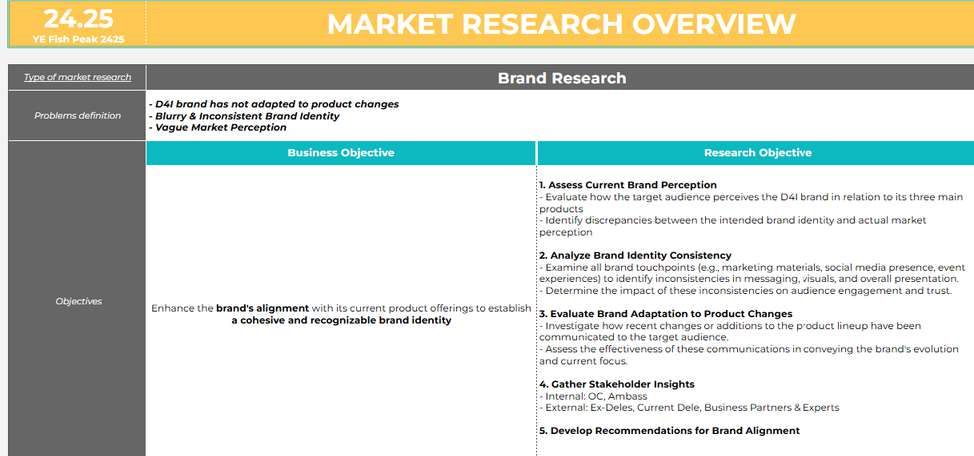 24.25
YE Fish Peak 2425
MARKET RESEARCH OVERVIEW
Type of market research
Brand Research
Problems definition
- D4I brand has not adapted to product changes
- Blurry & Inconsistent Brand Identity
- Vague Market Perception
Objectives
Business Objective
Enhance the brand's alignment with its current product offerings to establish
a cohesive and recognizable brand identity
Research Objective
1. Assess Current Brand Perception
- Evaluate how the target audience perceives the D4I brand in relation to its three main
products
- Identify discrepancies between the intended brand identity and actual market
perception
2. Analyze Brand Identity Consistency
- Examine all brand touchpoints (e.g., marketing materials, social media presence, event
experiences) to identify inconsistencies in messaging, visuals, and overall presentation.
- Determine the impact of these inconsistencies on audience engagement and trust.
3. Evaluate Brand Adaptation to Product Changes
- Investigate how recent changes or additions to the product lineup have been
communicated to the target audience.
- Assess the effectiveness of these communications in conveying the brand's evolution
and current focus.
4. Gather Stakeholder Insights
- Internal: OC, Ambass
- External: Ex-Deles, Current Dele, Business Partners & Experts
5. Develop Recommendations for Brand Alignment